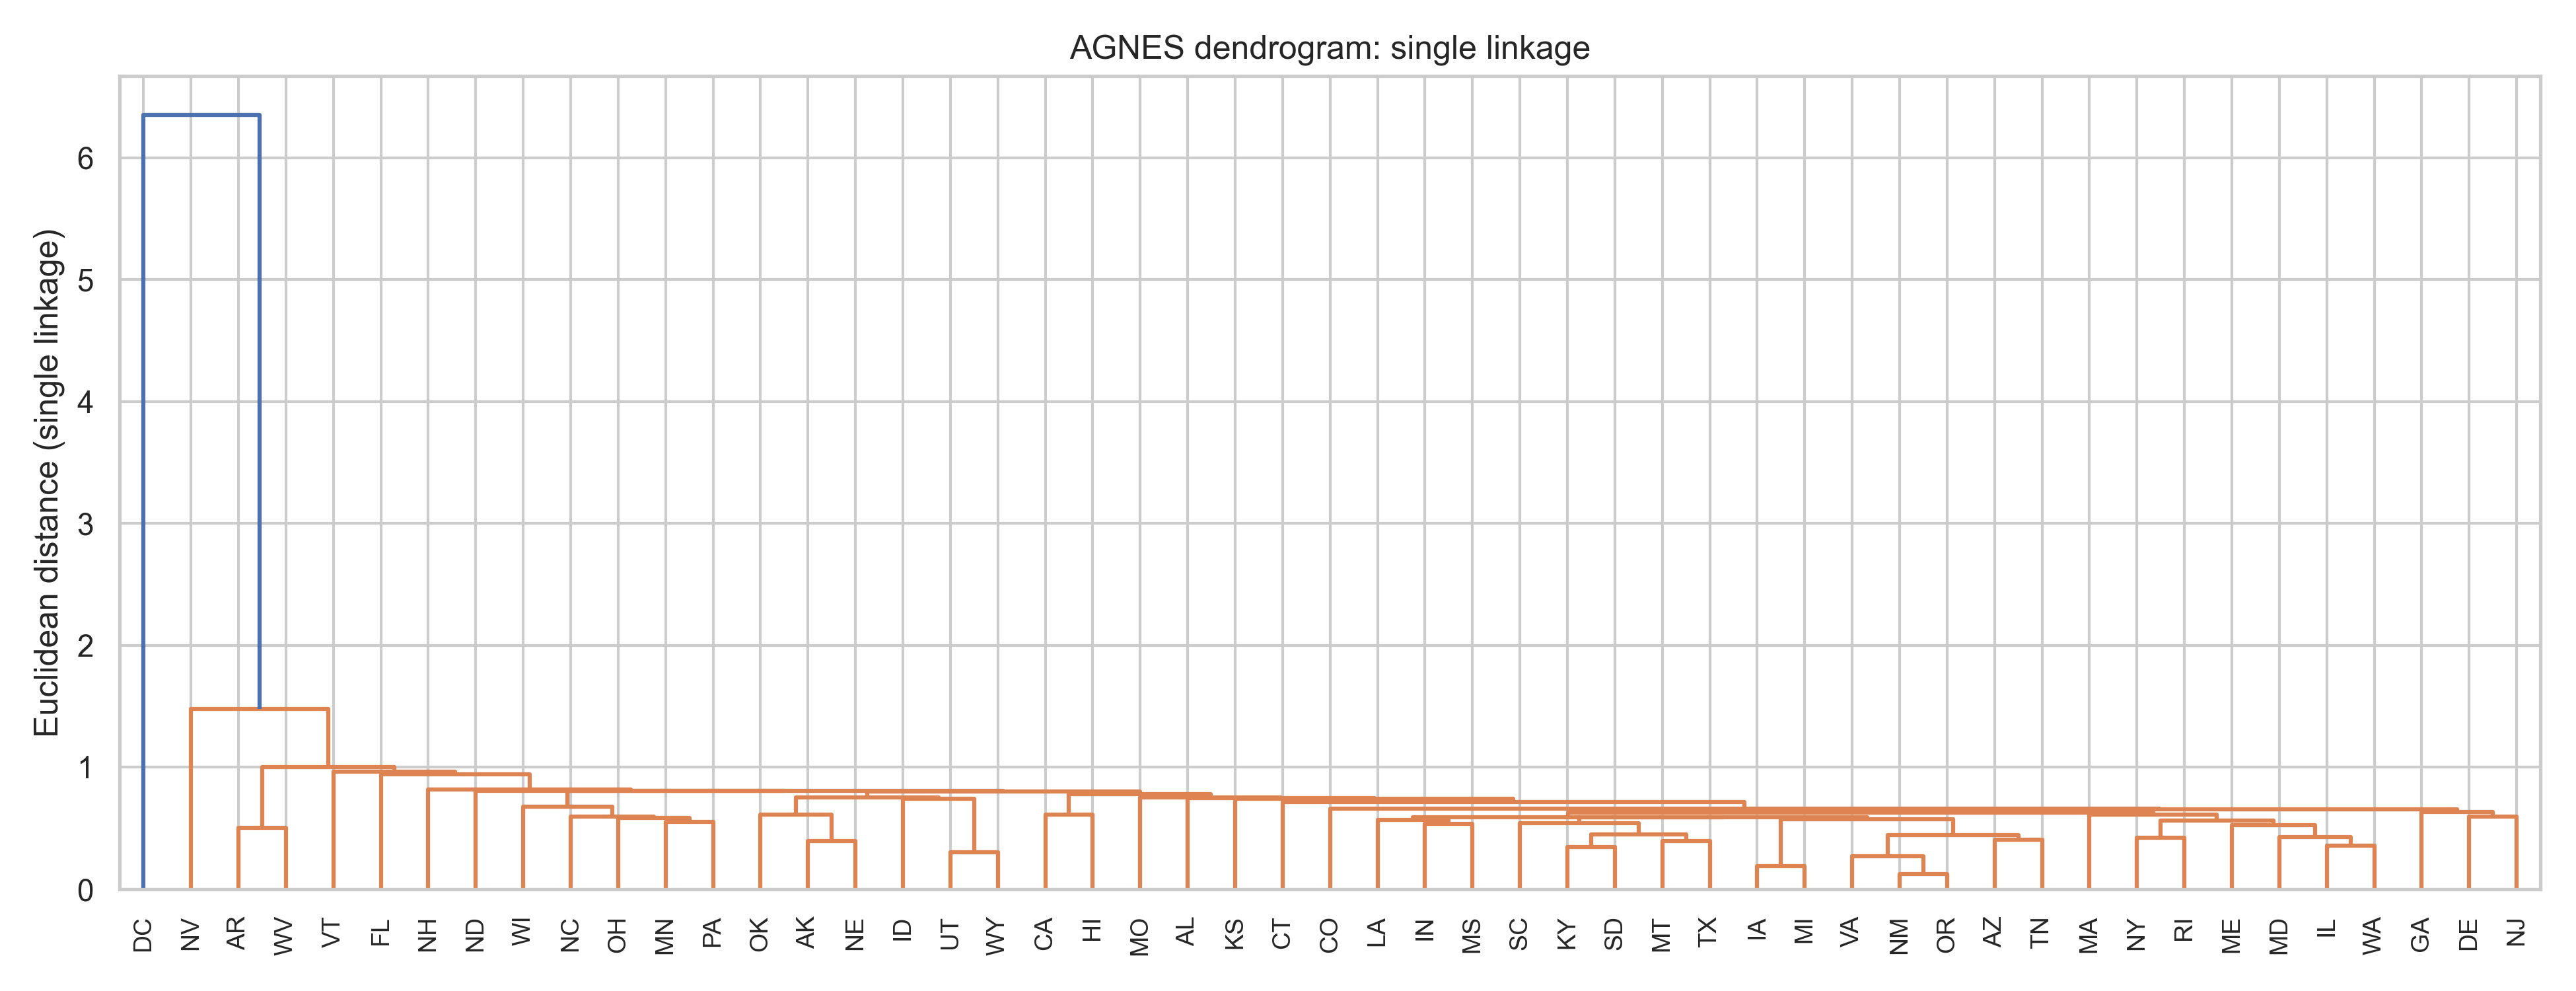 AGNES dendrogram: single linkage
Euclidean distance (single linkage)
6
5
4
3
2
1
0
DC NV AR WV VT FL NH ND WI NC OH MN PA OK AK NE ID UT WY CA HI MO AL KS CT CO LA IN MS SC KY SD MT TX IA MI VA NM OR AZ TN MA NY RI ME MD IL WA GA DE NJ